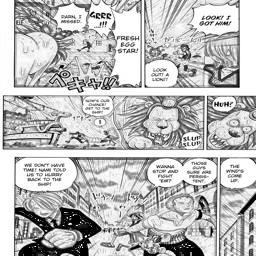 LOOK! I
GOT HIM!
LOOK
OUT! A
LION!!
GRRR
...!!!
FRESH
EGG
STAR!
DARN, I
MISSED.
HUH?
SLUP
SLUP
NOW'S OUR
CHANCE!
GET TO THE
SHIP!
!
THE
WIND'S
COME
UP.
THOSE
GUYS
SURE ARE
PERSIS-
TENT.
WANNA
STOP AND
FIGHT
'EM?
WE DON'T HAVE
TIME! NAMI TOLD
US TO HURRY
BACK TO THE
SHIP!